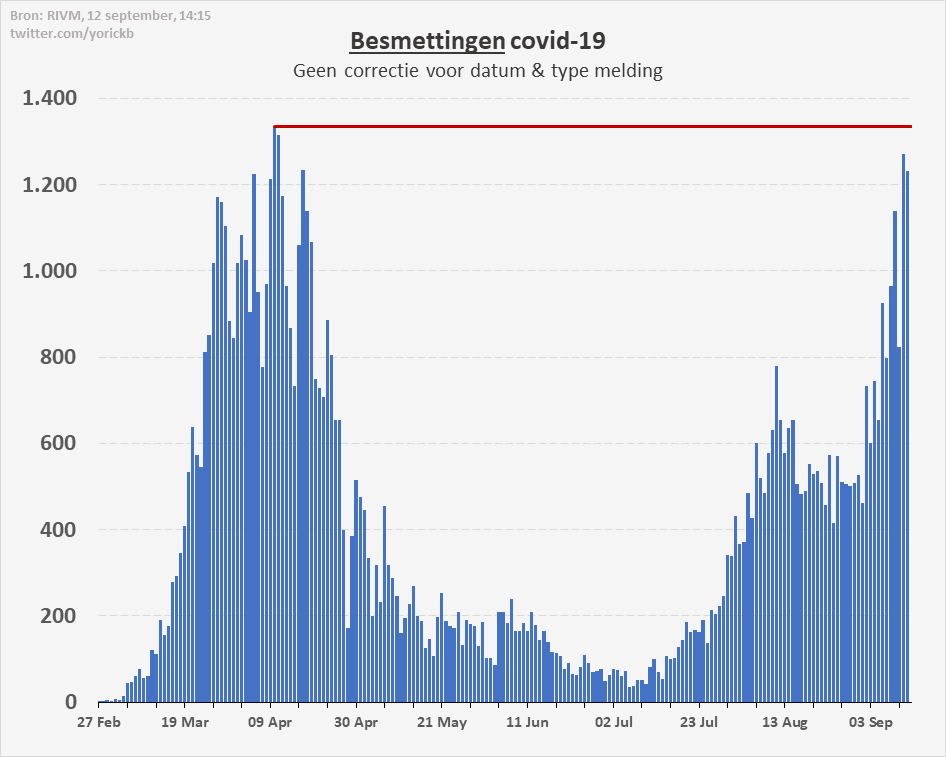 Bron: RIVM, 12 september, 14:15
twitter.com/yorickb
Besmettingen covid-19
Geen correctie voor datum & type melding
1.400
1.200
1.000
800
600
400
200
0
27 Feb 19 Mar 09 Apr 30 Apr 21 May 11 Jun 02 Jul 23 Jul 13 Aug 03 Sep